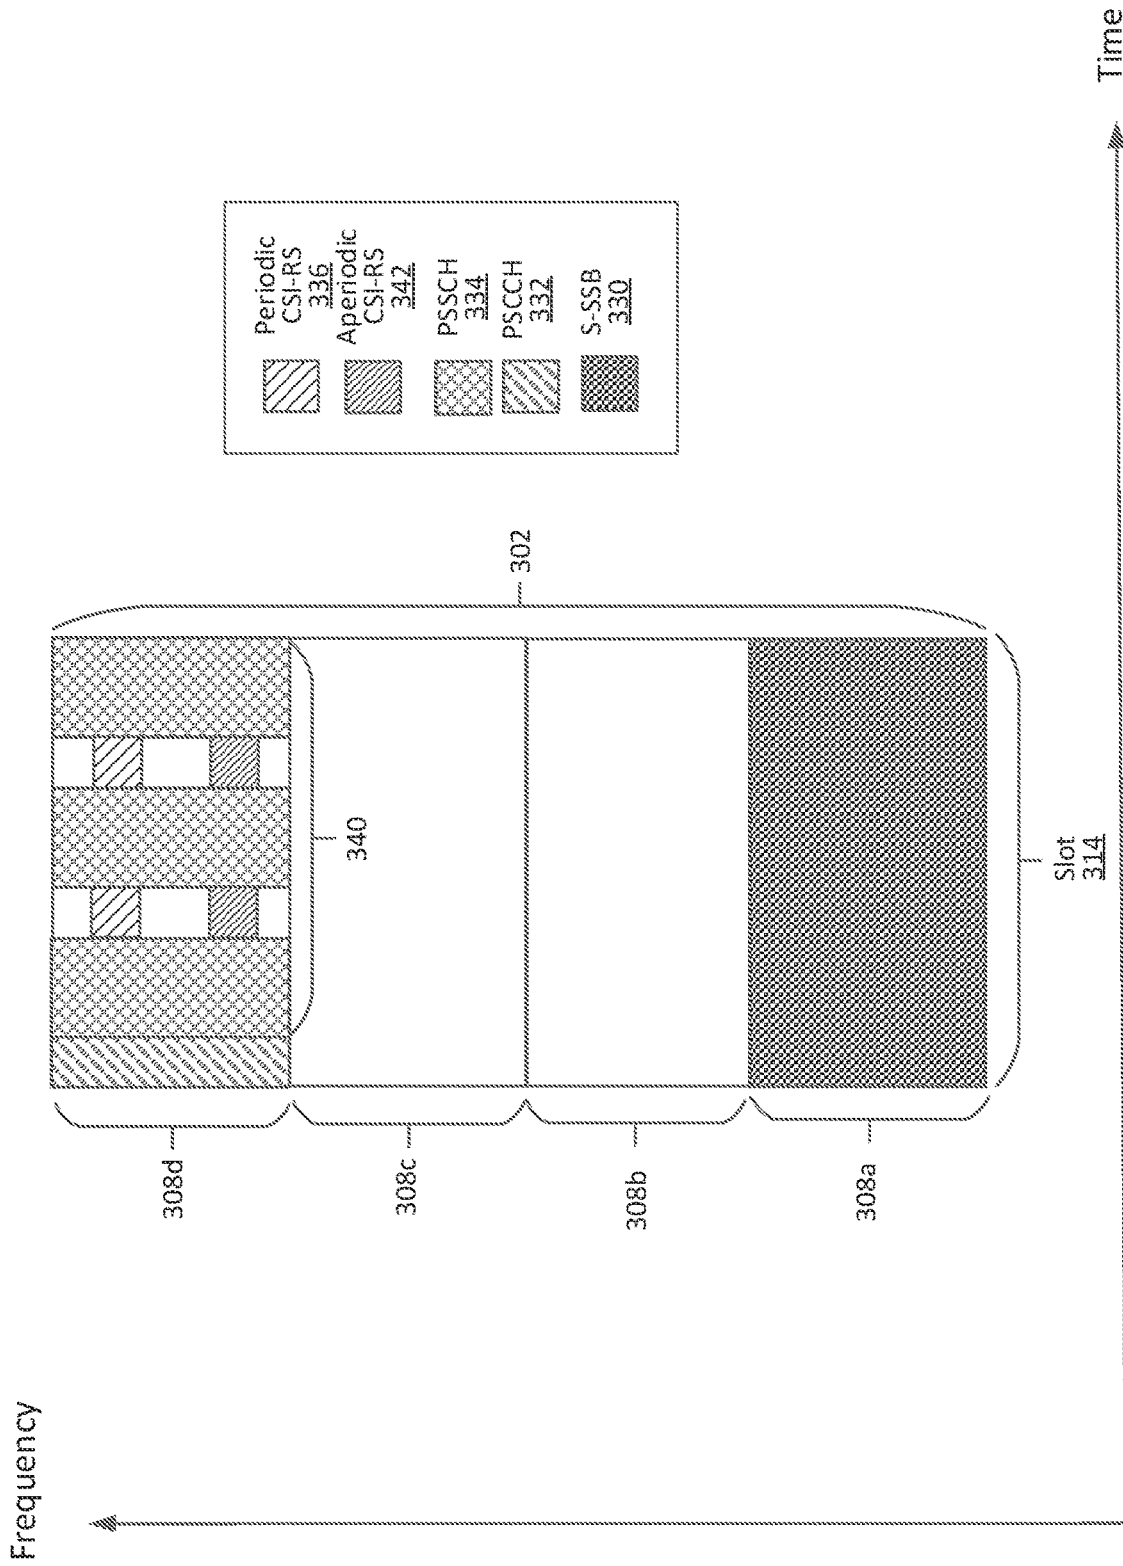 Frequency
308d
308c
308b
308a
340
302
Slot
314
Periodic
CSI-RS
336
Aperiodic
CSI-RS
342
PSSCH
334
PSCCH
332
S-SSB
330
Time